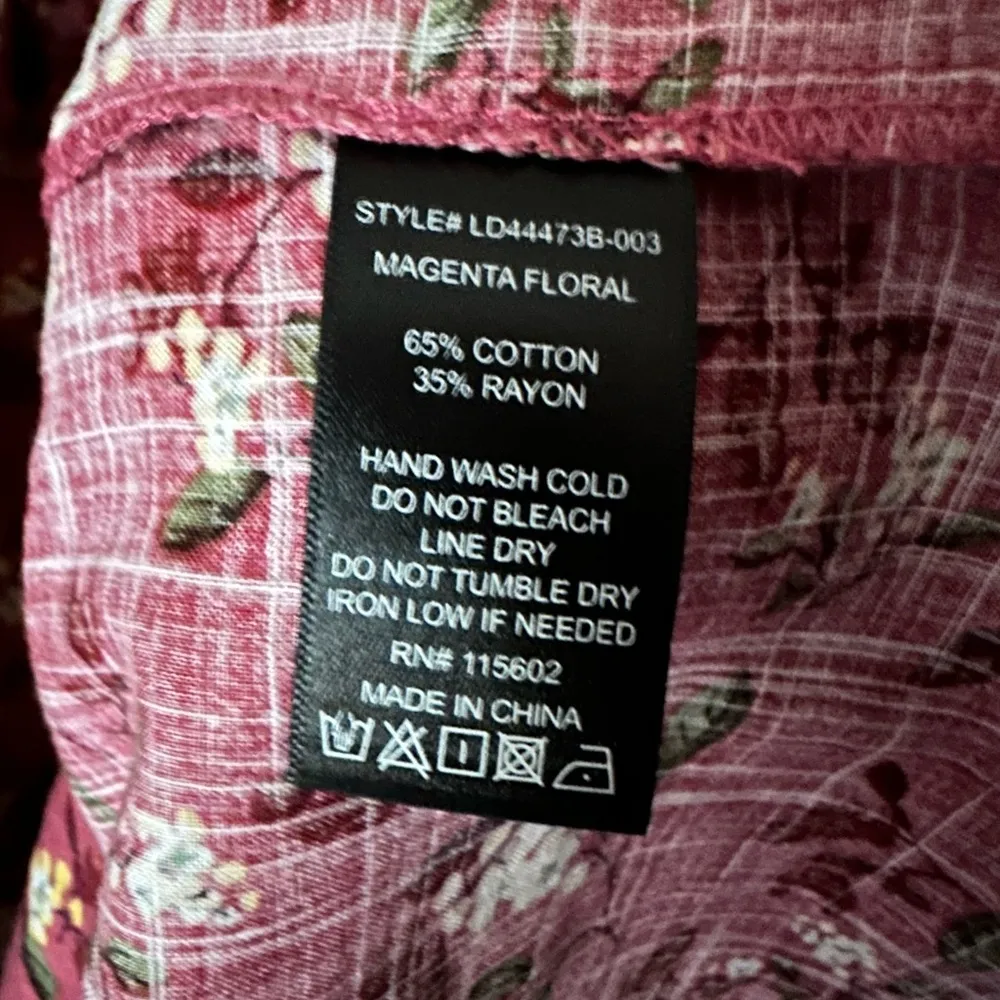 STYLE# LD44473B-003
MAGENTA FLORAL
65% COTTON
35% RAYON
HAND WASH COLD
DO NOT BLEACH
LINE DRY
DO NOT TUMBLE DRY
IRON LOW IF NEEDED
RN# 115602
MADE IN CHINA